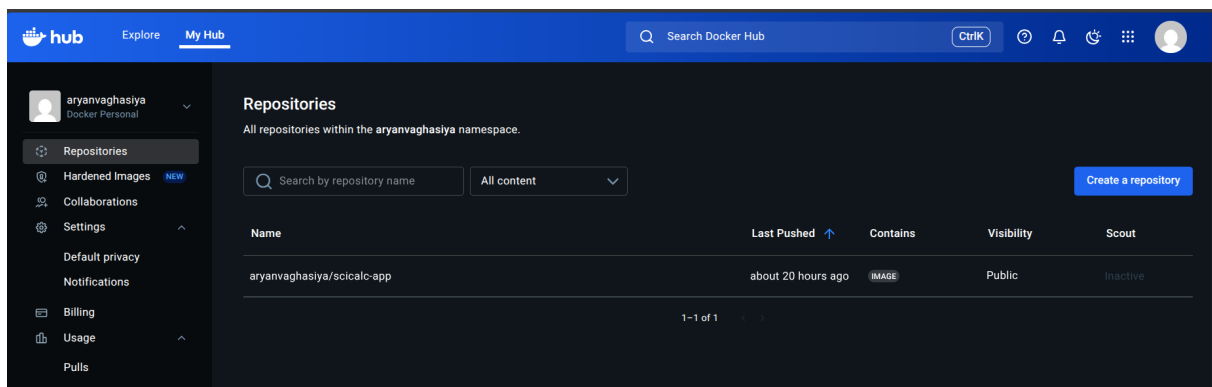 hub Explore My Hub Search Docker Hub CtrlK
aryanvaghasiya
Docker Personal
Repositories
Hardened Images NEW
Collaborations
Settings
Default privacy
Notifications
Billing
Usage
Pulls
Repositories
All repositories within the aryanvaghasiya namespace.
Search by repository name All content Create a repository
Name Last Pushed Contains Visibility Scout
aryanvaghasiya/scicalc-app about 20 hours ago IMAGE Public Inactive
1–1 of 1